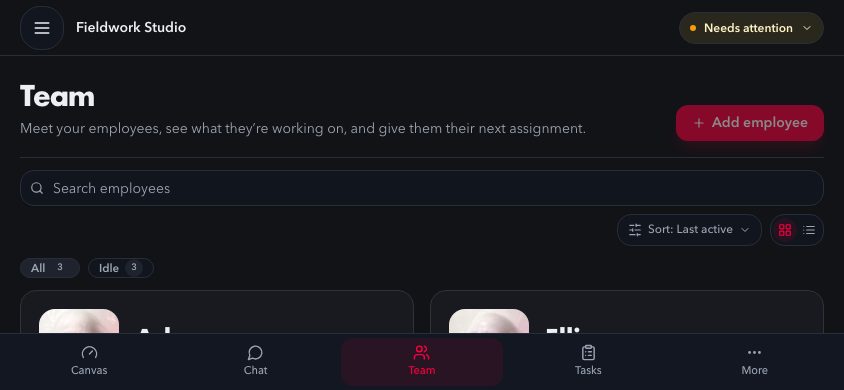 Fieldwork Studio
Needs attention
Team
Meet your employees, see what they’re working on, and give them their next assignment.
+ Add employee
Search employees
Sort: Last active
All 3
Idle 3
Canvas
Chat
Team
Tasks
More